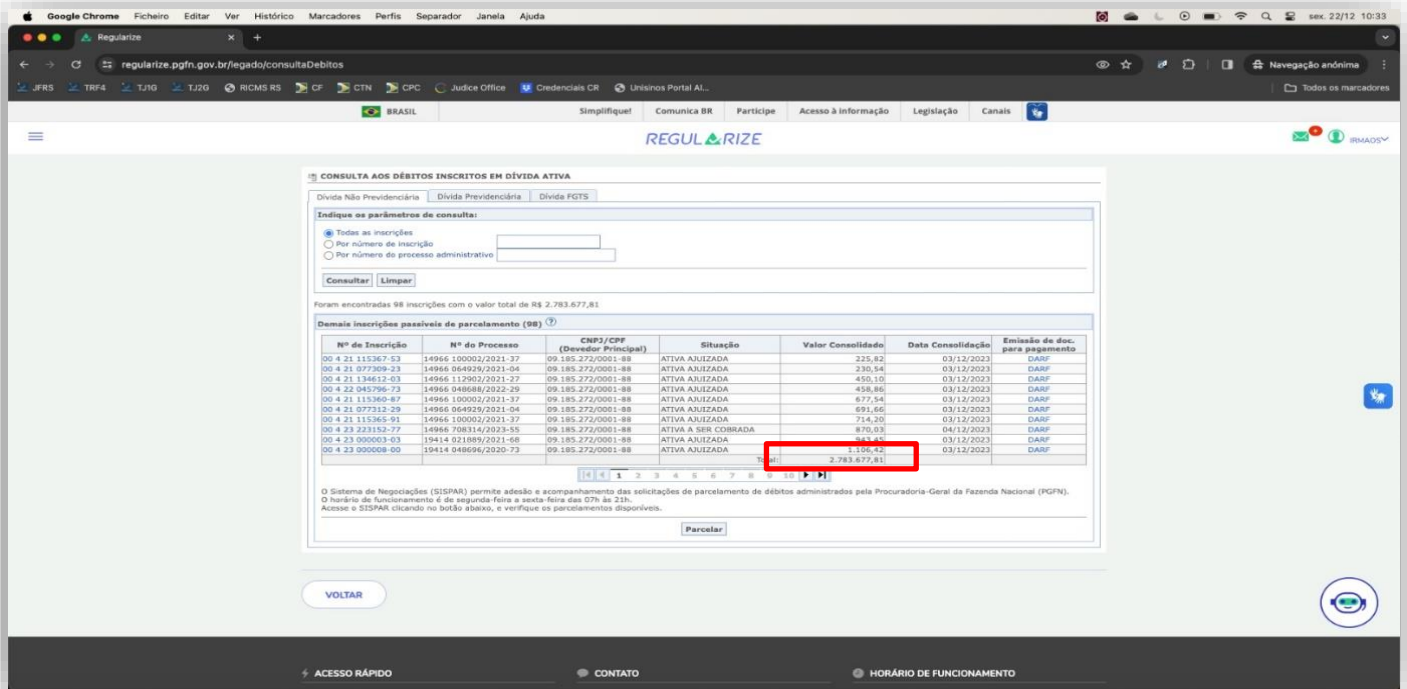 Google Chrome Ficheiro Editar Ver Histórico Marcadores Perfis Separador Janela Ajuda sex. 22/12 10:33
Regularize
regularize.pgfn.gov.br/legado/consultaDebitos Navegação anónima
JFRS TRF4 TJ1G TJ2G RICMS RS CF CTN CPC Judice Office Credenciais CR Unisinos Portal Al... Todos os marcadores
BRASIL Simplifique! Comunica BR Participe Acesso à informação Legislação Canais
REGULARIZE IRMAOS
CONSULTA AOS DÉBITOS INSCRITOS EM DÍVIDA ATIVA
Dívida Não Previdenciária Dívida Previdenciária Dívida FGTS
Indique os parâmetros de consulta:
Todas as inscrições
Por número de inscrição
Por número do processo administrativo
Consultar Limpar
Foram encontradas 98 inscrições com o valor total de R$ 2.783.677,81
Demais inscrições passíveis de parcelamento (98) ?
Nº de Inscrição Nº do Processo CNPJ/CPF (Devedor Principal) Situação Valor Consolidado Data Consolidação Emissão de doc. para pagamento
00 4 21 115367-53 14966 100002/2021-37 09.185.272/0001-88 ATIVA AJUIZADA 225,82 03/12/2023 DARF
00 4 21 077309-23 14966 064929/2021-04 09.185.272/0001-88 ATIVA AJUIZADA 230,54 03/12/2023 DARF
00 4 21 134612-03 14966 112902/2021-27 09.185.272/0001-88 ATIVA AJUIZADA 450,10 03/12/2023 DARF
00 4 22 045796-73 14966 048688/2022-29 09.185.272/0001-88 ATIVA AJUIZADA 458,86 03/12/2023 DARF
00 4 21 115360-87 14966 100002/2021-37 09.185.272/0001-88 ATIVA AJUIZADA 677,54 03/12/2023 DARF
00 4 21 077312-29 14966 064929/2021-04 09.185.272/0001-88 ATIVA AJUIZADA 691,66 03/12/2023 DARF
00 4 21 115365-91 14966 100002/2021-37 09.185.272/0001-88 ATIVA AJUIZADA 714,20 03/12/2023 DARF
00 4 23 223152-77 14966 708314/2023-55 09.185.272/0001-88 ATIVA A SER COBRADA 870,03 04/12/2023 DARF
00 4 23 000003-03 19414 021889/2021-68 09.185.272/0001-88 ATIVA AJUIZADA 943,45 03/12/2023 DARF
00 4 23 000008-00 19414 048696/2020-73 09.185.272/0001-88 ATIVA AJUIZADA 1.106,42 03/12/2023 DARF
Total: 2.783.677,81
1 2 3 4 5 6 7 8 9 10
O Sistema de Negociações (SISPAR) permite adesão e acompanhamento das solicitações de parcelamento de débitos administrados pela Procuradoria-Geral da Fazenda Nacional (PGFN).
O horário de funcionamento é de segunda-feira a sexta-feira das 07h às 21h.
Acesse o SISPAR clicando no botão abaixo, e verifique os parcelamentos disponíveis.
Parcelar
VOLTAR
ACESSO RÁPIDO CONTATO HORÁRIO DE FUNCIONAMENTO